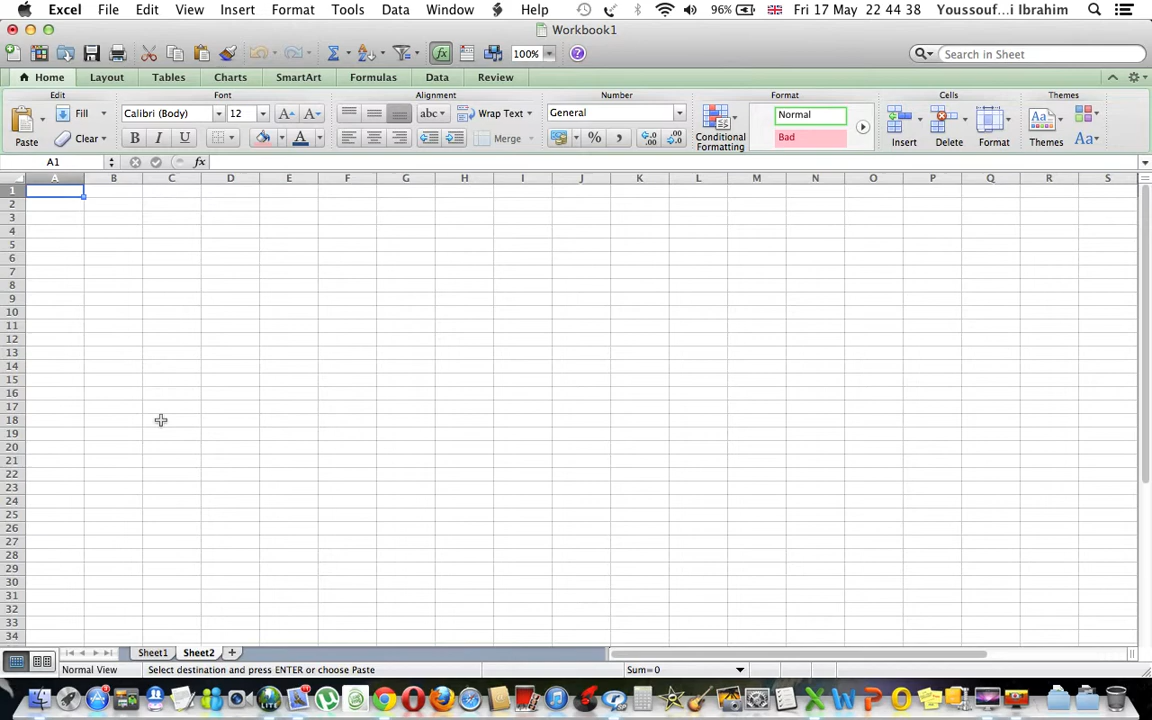 Excel File Edit View Insert Format Tools Data Window Help 96% Fri 17 May 22 44 38 Youssouf...i Ibrahim
Workbook1
100% Search in Sheet
Home Layout Tables Charts SmartArt Formulas Data Review
Edit Font Alignment Number Format Cells Themes
Fill Calibri (Body) 12 A A abc Wrap Text General Normal
Clear B I U A Merge % , .0 .00 Bad
Paste Conditional Formatting Insert Delete Format Themes Aa
A1 fx
A B C D E F G H I J K L M N O P Q R S
1
2
3
4
5
6
7
8
9
10
11
12
13
14
15
16
17
18
19
20
21
22
23
24
25
26
27
28
29
30
31
32
33
34
Sheet1 Sheet2
Normal View Select destination and press ENTER or choose Paste Sum=0